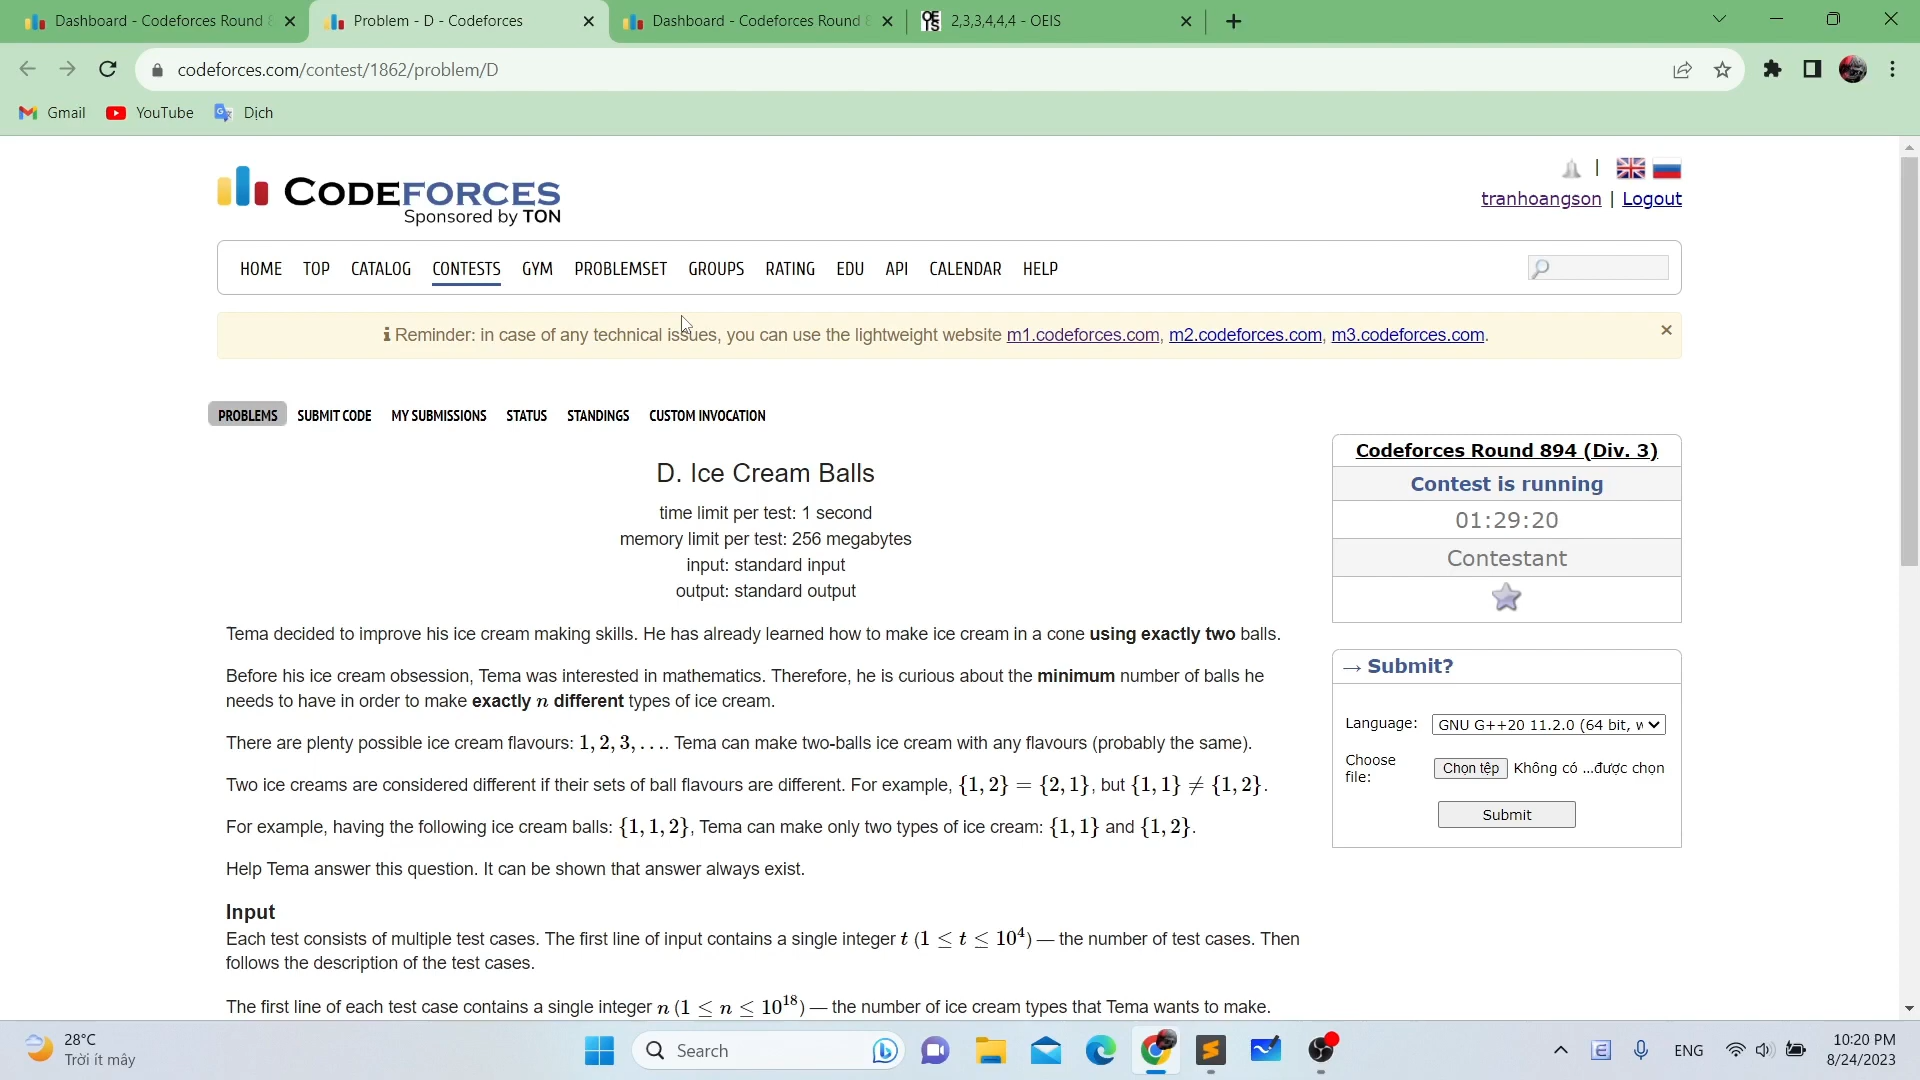 Dashboard - Codeforces Round 8
Problem - D - Codeforces
Dashboard - Codeforces Round 8
2,3,3,4,4,4 - OEIS
codeforces.com/contest/1862/problem/D
Gmail
YouTube
Dịch
CODEFORCES
Sponsored by TON
tranhoangson | Logout
HOME TOP CATALOG CONTESTS GYM PROBLEMSET GROUPS RATING EDU API CALENDAR HELP
Reminder: in case of any technical issues, you can use the lightweight website m1.codeforces.com, m2.codeforces.com, m3.codeforces.com.
PROBLEMS SUBMIT CODE MY SUBMISSIONS STATUS STANDINGS CUSTOM INVOCATION
D. Ice Cream Balls
time limit per test: 1 second
memory limit per test: 256 megabytes
input: standard input
output: standard output
Tema decided to improve his ice cream making skills. He has already learned how to make ice cream in a cone using exactly two balls.
Before his ice cream obsession, Tema was interested in mathematics. Therefore, he is curious about the minimum number of balls he
needs to have in order to make exactly n different types of ice cream.
There are plenty possible ice cream flavours: 1, 2, 3, .... Tema can make two-balls ice cream with any flavours (probably the same).
Two ice creams are considered different if their sets of ball flavours are different. For example, {1, 2} = {2, 1}, but {1, 1} ≠ {1, 2}.
For example, having the following ice cream balls: {1, 1, 2}, Tema can make only two types of ice cream: {1, 1} and {1, 2}.
Help Tema answer this question. It can be shown that answer always exist.
Input
Each test consists of multiple test cases. The first line of input contains a single integer t (1 ≤ t ≤ 10⁴) — the number of test cases. Then
follows the description of the test cases.
The first line of each test case contains a single integer n (1 ≤ n ≤ 10¹⁸) — the number of ice cream types that Tema wants to make.
Codeforces Round 894 (Div. 3)
Contest is running
01:29:20
Contestant
→ Submit?
Language: GNU G++20 11.2.0 (64 bit, w
Choose file: Chọn tệp Không có ...được chọn
Submit
28°C
Trời ít mây
Search
ENG
10:20 PM
8/24/2023